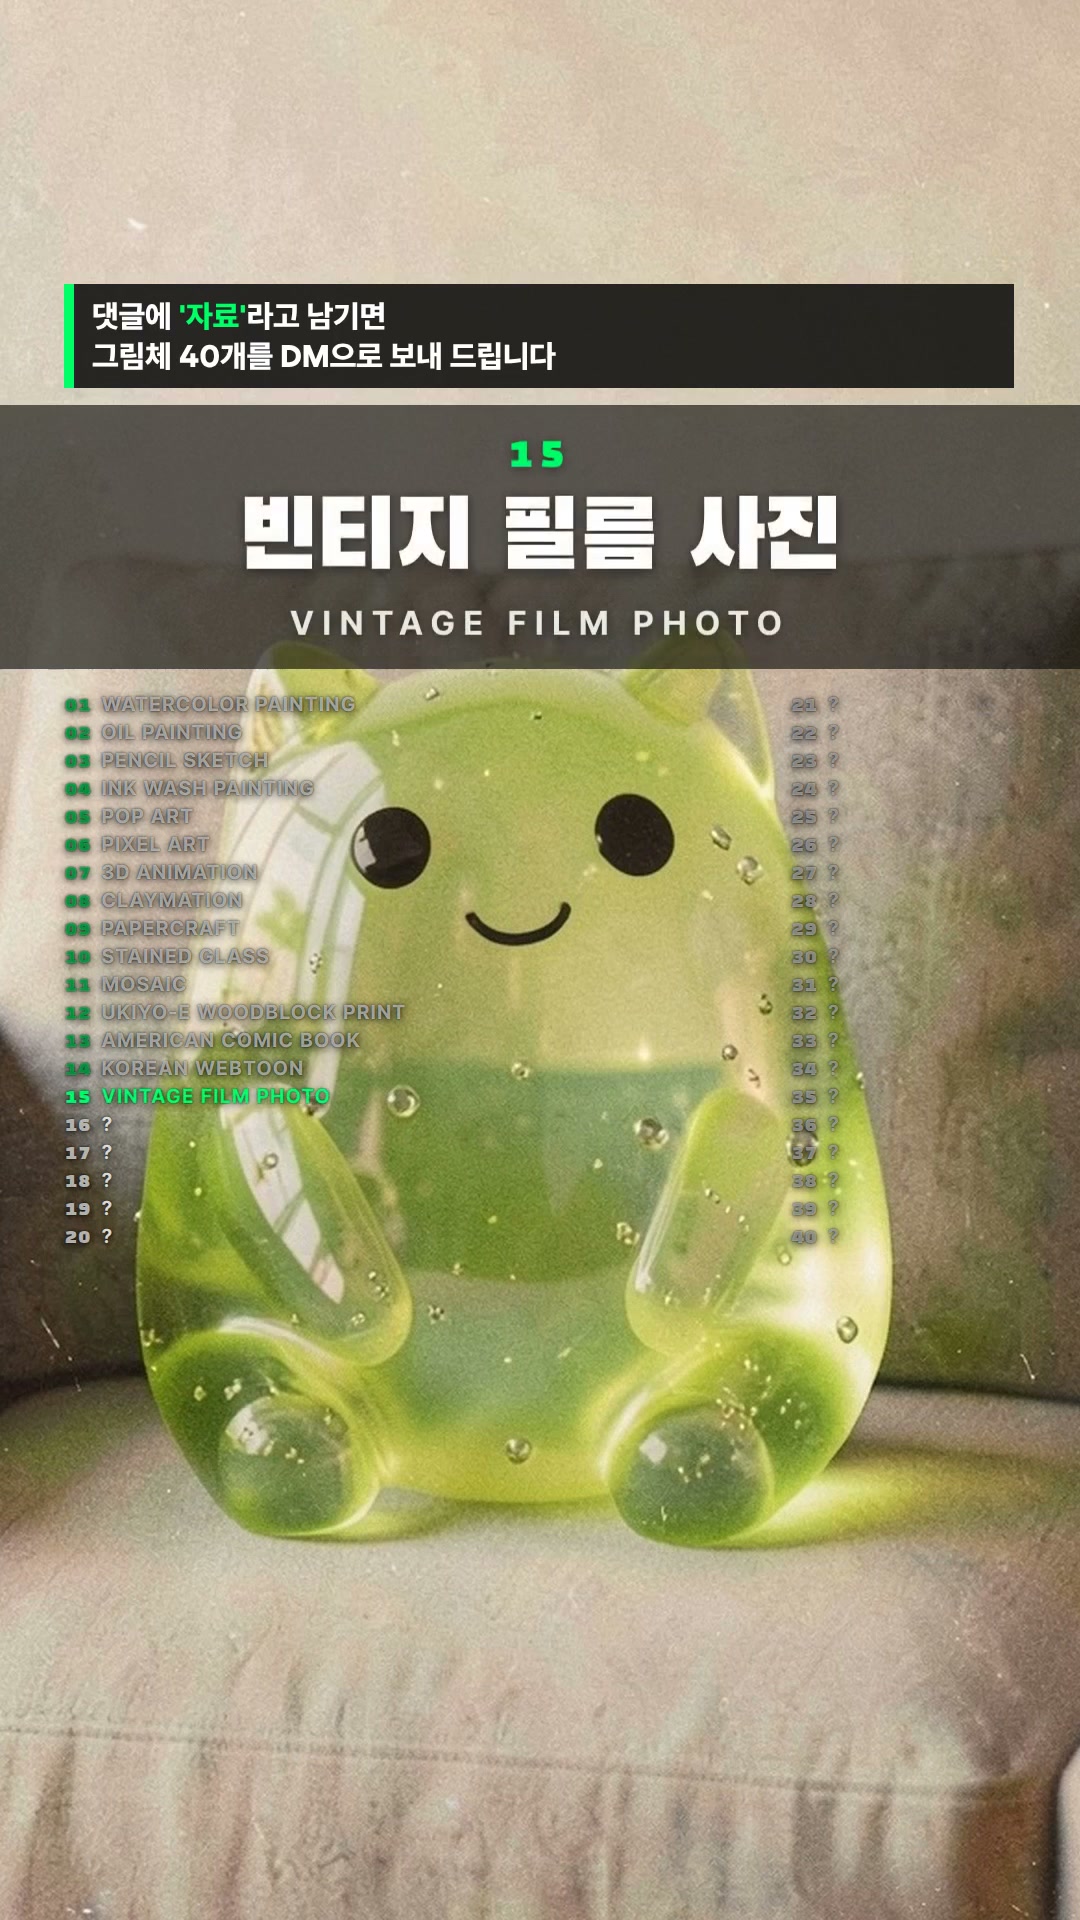 댓글에 '자료'라고 남기면
그림체 40개를 DM으로 보내 드립니다
15
빈티지 필름 사진
VINTAGE FILM PHOTO
01 WATERCOLOR PAINTING
02 OIL PAINTING
03 PENCIL SKETCH
04 INK WASH PAINTING
05 POP ART
06 PIXEL ART
07 3D ANIMATION
08 CLAYMATION
09 PAPERCRAFT
10 STAINED GLASS
11 MOSAIC
12 UKIYO-E WOODBLOCK PRINT
13 AMERICAN COMIC BOOK
14 KOREAN WEBTOON
15 VINTAGE FILM PHOTO
16 ?
17 ?
18 ?
19 ?
20 ?
21 ?
22 ?
23 ?
24 ?
25 ?
26 ?
27 ?
28 ?
29 ?
30 ?
31 ?
32 ?
33 ?
34 ?
35 ?
36 ?
37 ?
38 ?
39 ?
40 ?